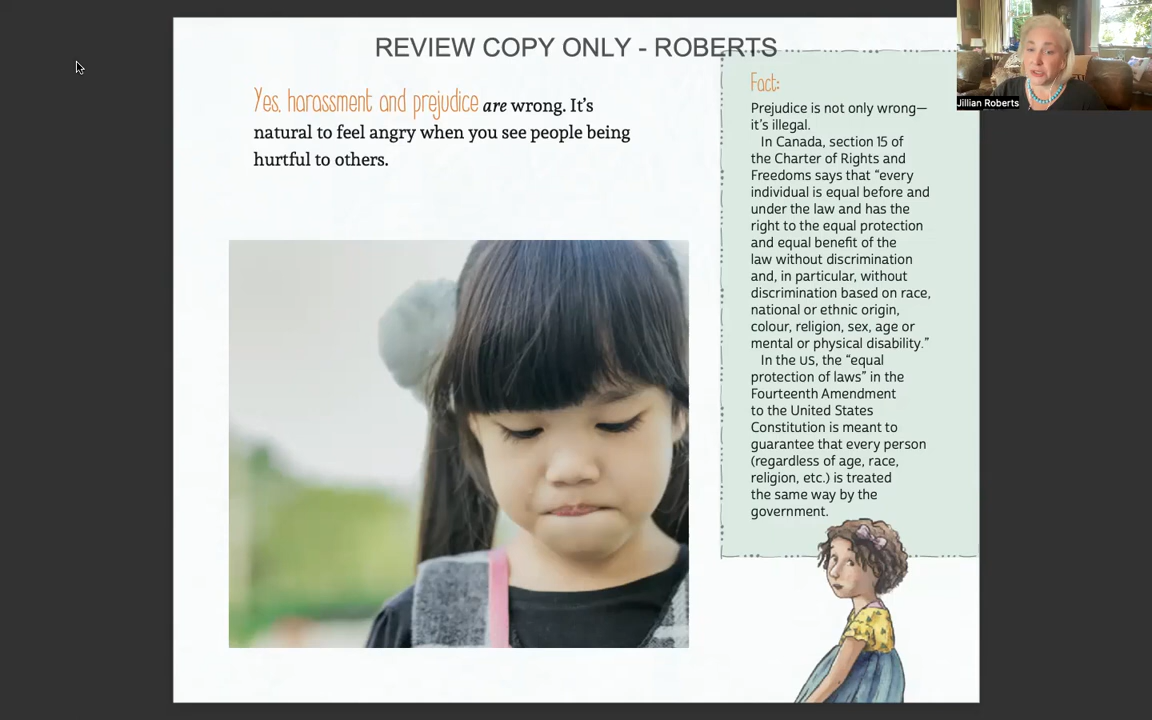 REVIEW COPY ONLY - ROBERTS
Yes, harassment and prejudice are wrong. It’s
natural to feel angry when you see people being
hurtful to others.
Fact:
Prejudice is not only wrong—
it’s illegal.
In Canada, section 15 of
the Charter of Rights and
Freedoms says that “every
individual is equal before and
under the law and has the
right to the equal protection
and equal benefit of the
law without discrimination
and, in particular, without
discrimination based on race,
national or ethnic origin,
colour, religion, sex, age or
mental or physical disability.”
In the US, the “equal
protection of laws” in the
Fourteenth Amendment
to the United States
Constitution is meant to
guarantee that every person
(regardless of age, race,
religion, etc.) is treated
the same way by the
government.
Jillian Roberts